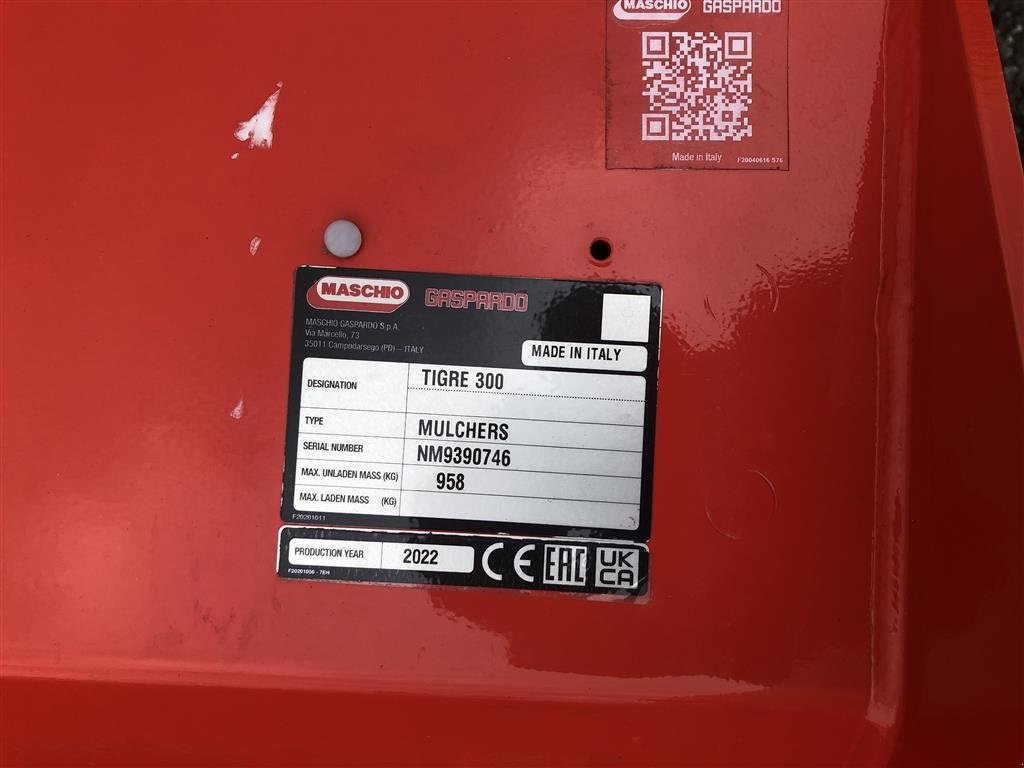 MASCHIO GASPARDO
Made in Italy F20040616 S76
MASCHIO GASPARDO
MASCHIO GASPARDO S.p.A.
Via Marcello, 73
35011 Campodarsego (PD) – ITALY
MADE IN ITALY
DESIGNATION TIGRE 300
TYPE MULCHERS
SERIAL NUMBER NM9390746
MAX. UNLADEN MASS (KG) 958
MAX. LADEN MASS (KG)
F20201011
PRODUCTION YEAR 2022 CE EAC UK
CA
F20201056 - 7EH